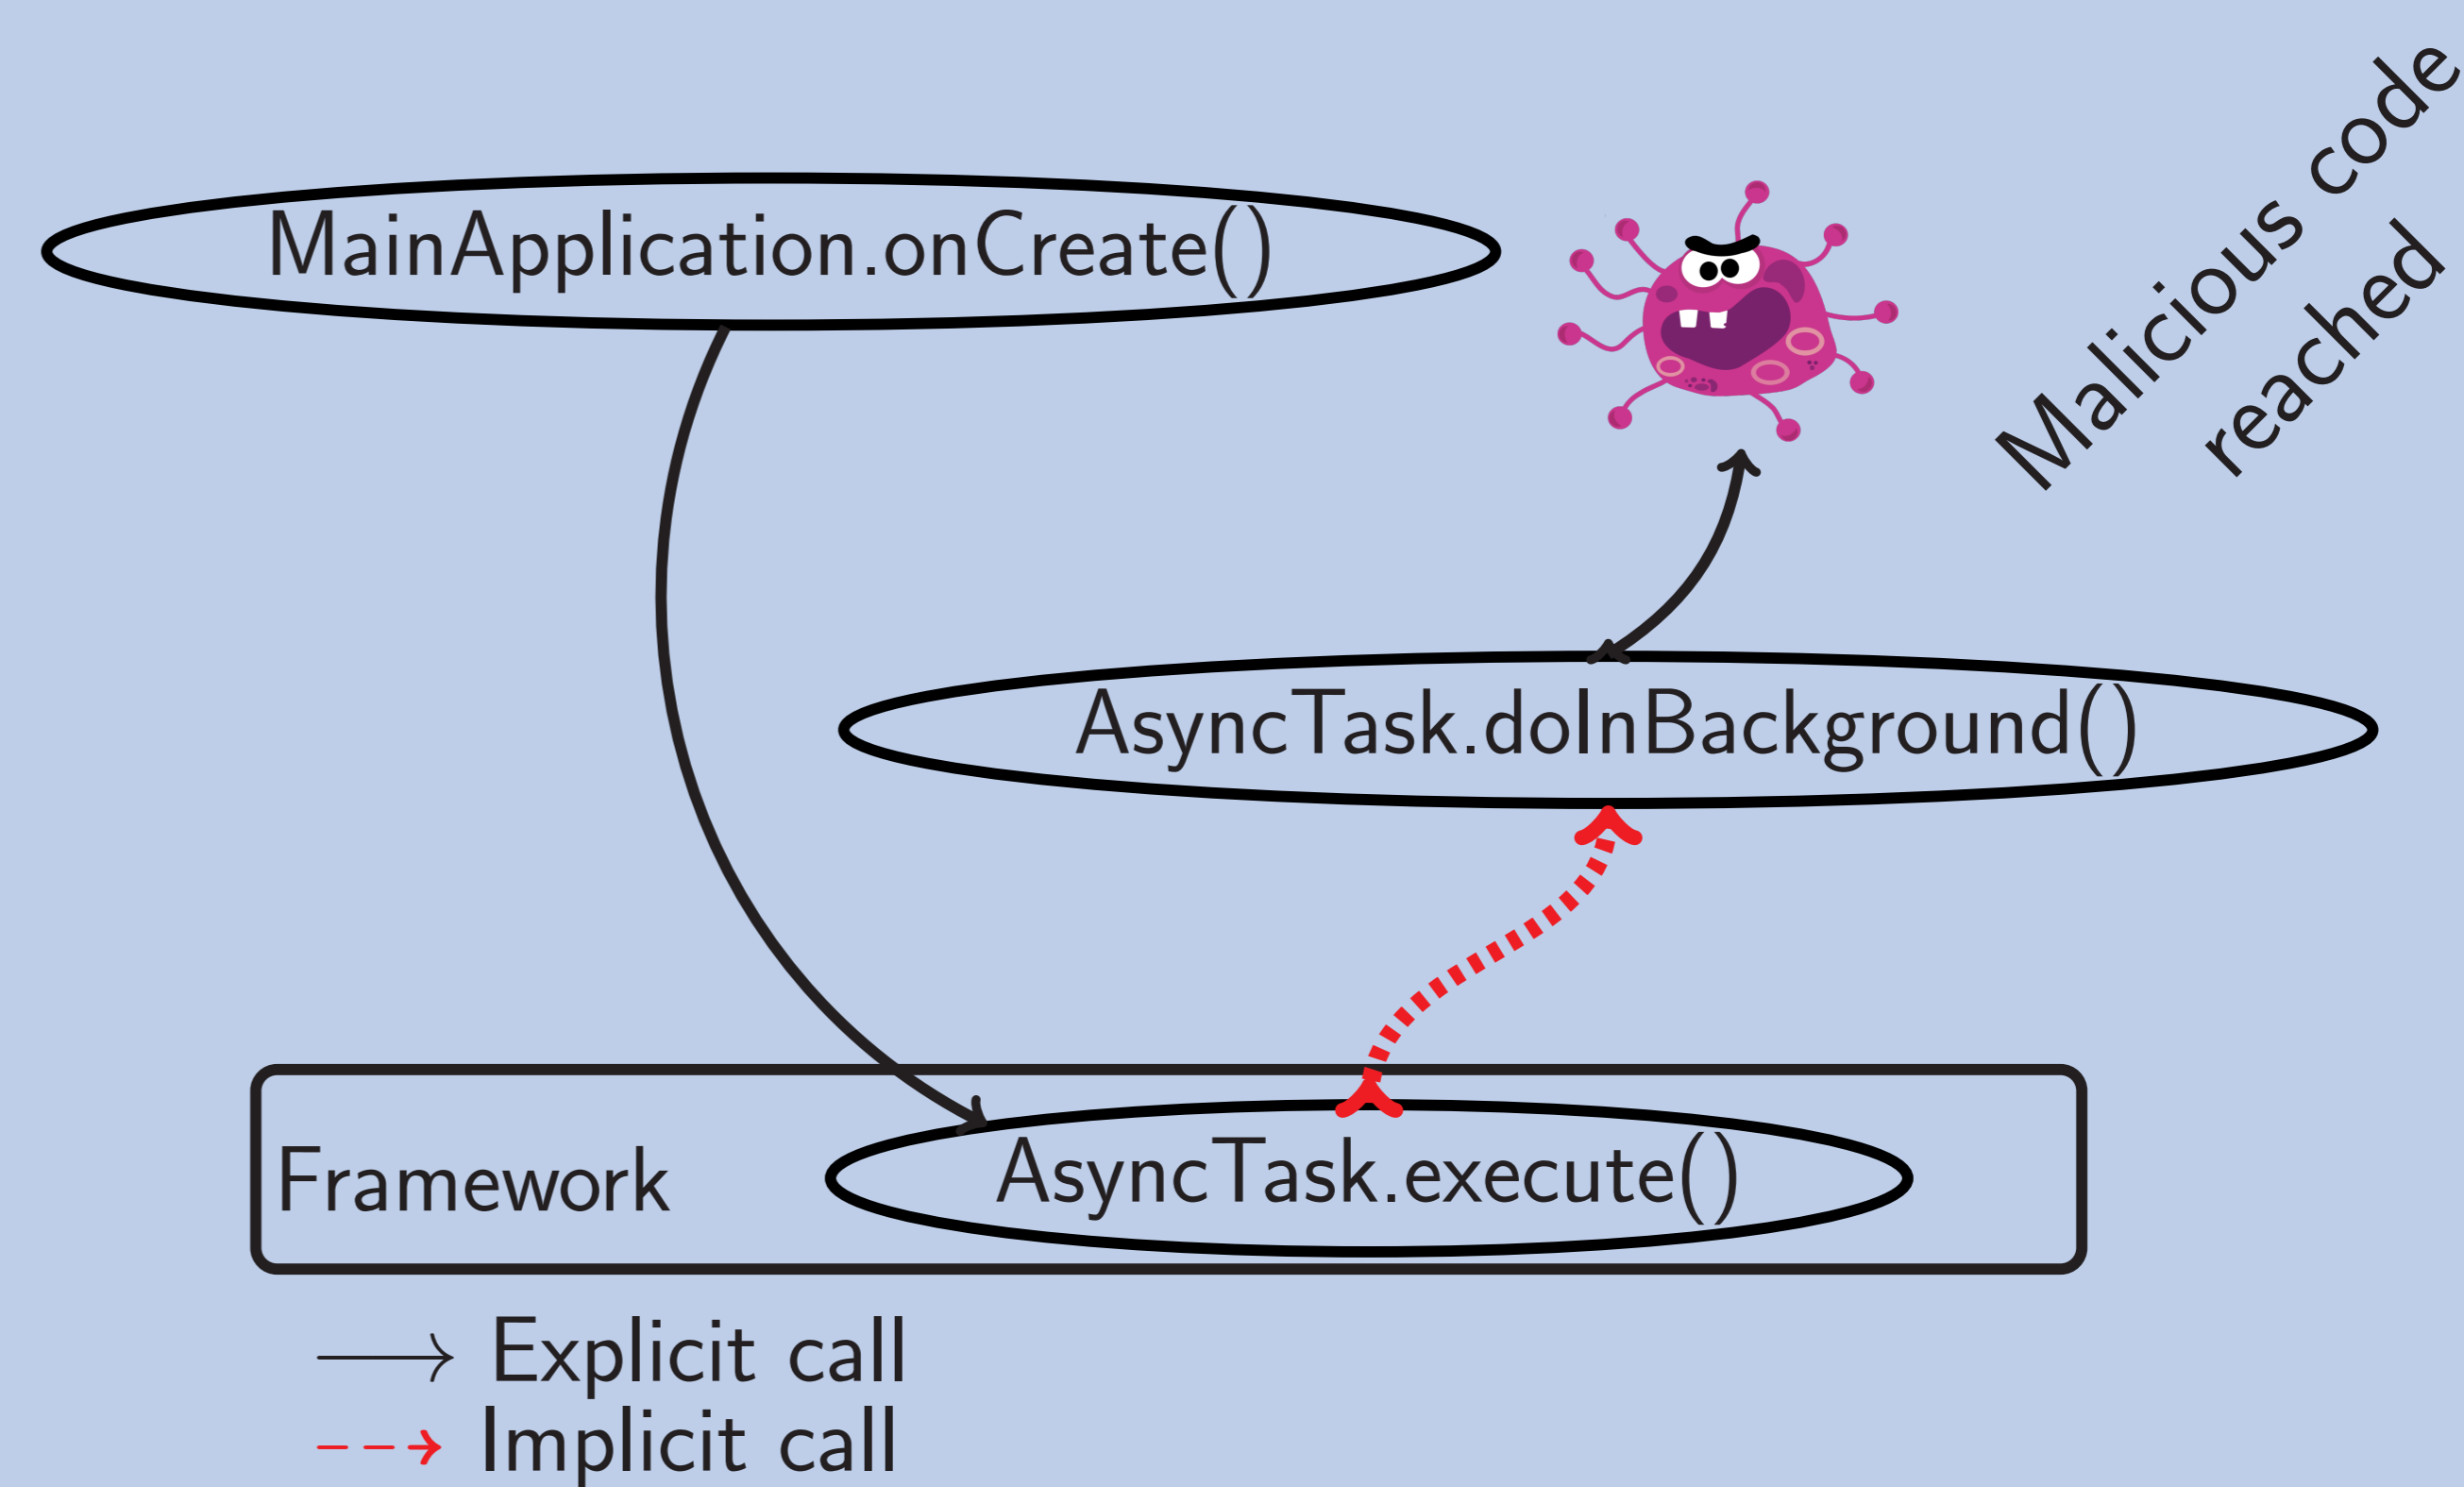 MainApplication.onCreate()
Malicious code
reached
AsyncTask.doInBackground()
Framework
AsyncTask.execute()
Explicit call
Implicit call